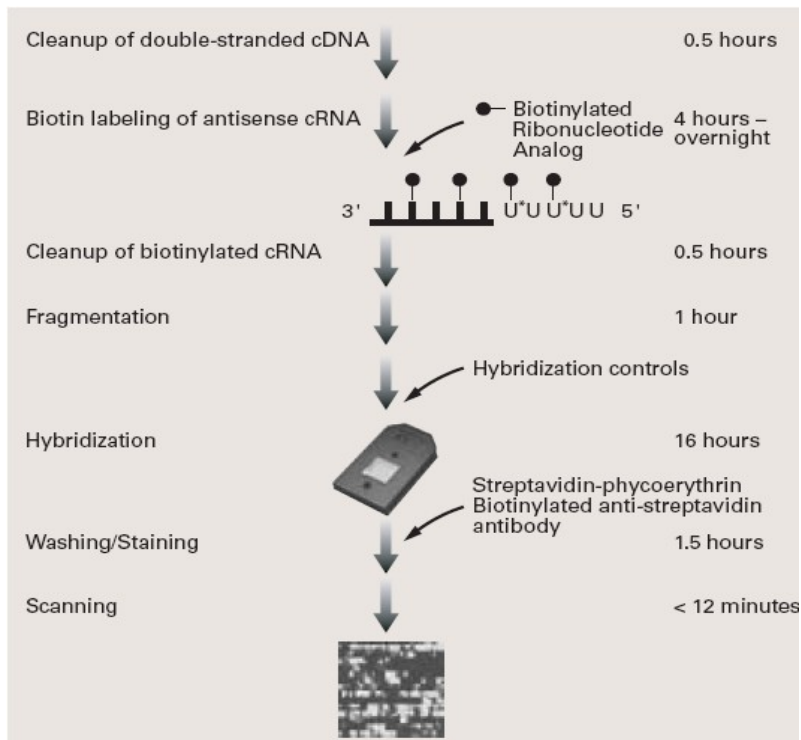 Cleanup of double-stranded cDNA
0.5 hours
Biotin labeling of antisense cRNA
Biotinylated
Ribonucleotide
Analog
4 hours –
overnight
3' U*U U*U U 5'
Cleanup of biotinylated cRNA
0.5 hours
Fragmentation
1 hour
Hybridization controls
Hybridization
16 hours
Streptavidin-phycoerythrin
Biotinylated anti-streptavidin
antibody
Washing/Staining
1.5 hours
Scanning
< 12 minutes